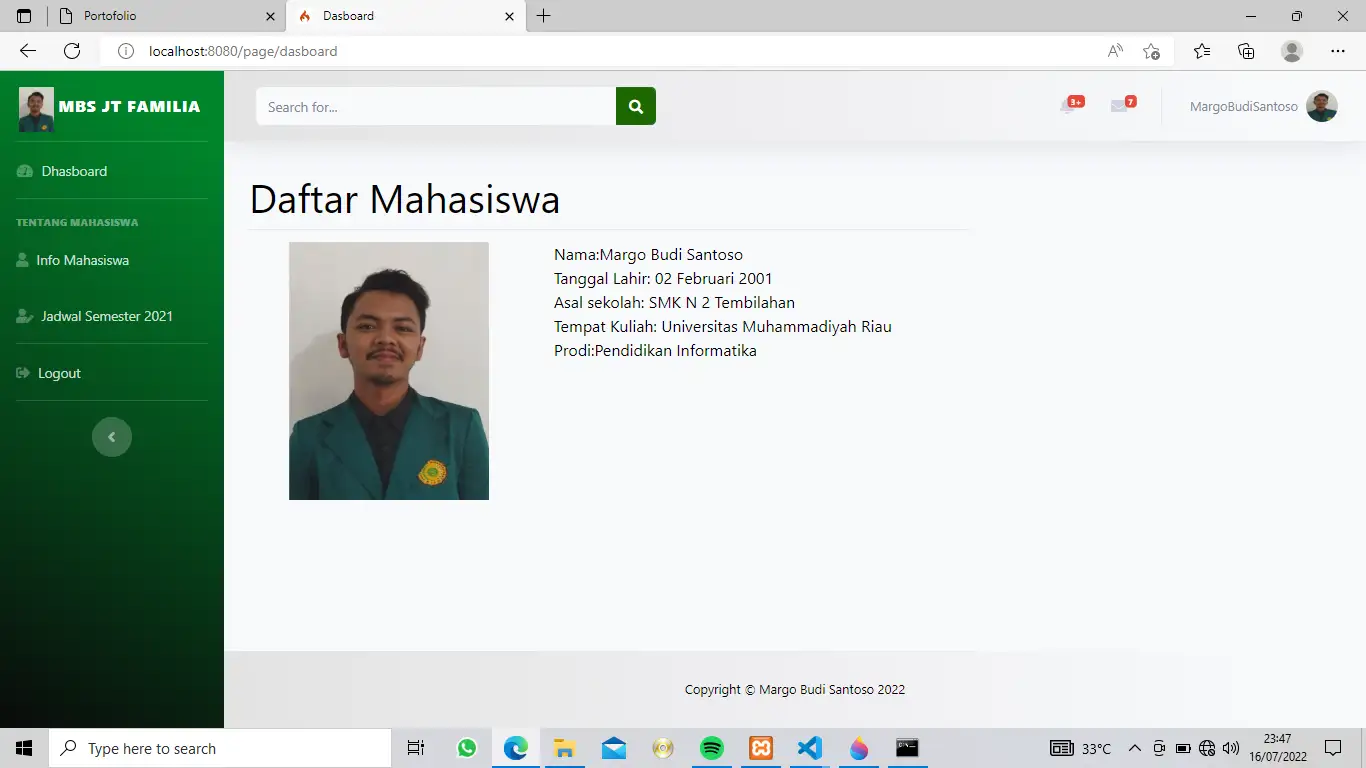 Portofolio
Dasboard
localhost:8080/page/dasboard
MBS JT FAMILIA
Search for...
3+
7
MargoBudiSantoso
Dhasboard
TENTANG MAHASISWA
Info Mahasiswa
Jadwal Semester 2021
Logout
Daftar Mahasiswa
Nama:Margo Budi Santoso
Tanggal Lahir: 02 Februari 2001
Asal sekolah: SMK N 2 Tembilahan
Tempat Kuliah: Universitas Muhammadiyah Riau
Prodi:Pendidikan Informatika
Copyright © Margo Budi Santoso 2022
Type here to search
33°C
23:47
16/07/2022